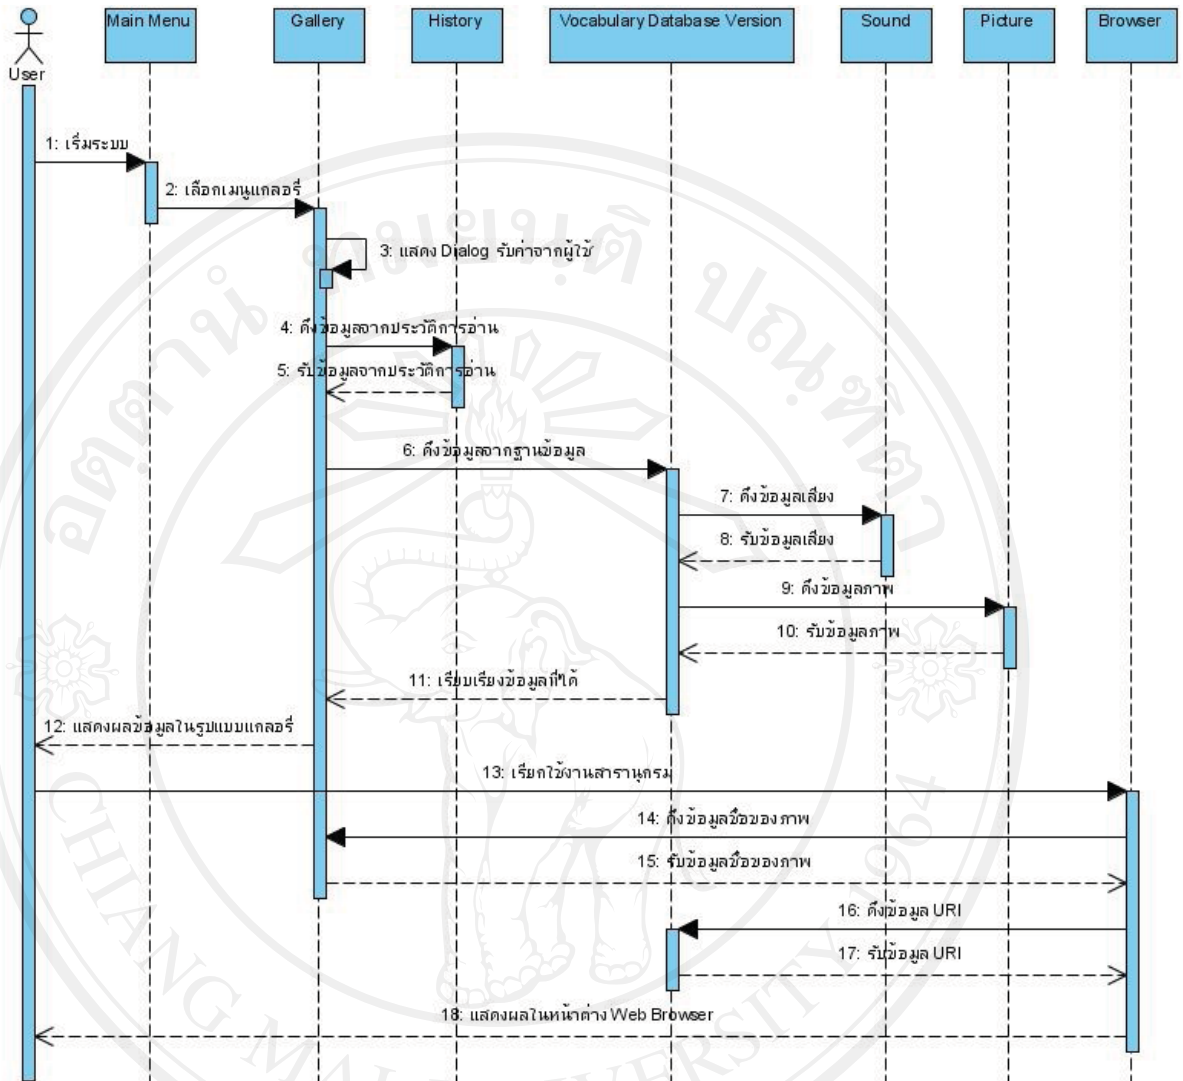 Main Menu
Gallery
History
Vocabulary Database Version
Sound
Picture
Browser
User
1: เริ่มระบบ
2: เลือกเมนูแกลอรี่
3: แสดง Dialog รับค่าจากผู้ใช้
4: ดึงข้อมูลจากประวัติการอ่าน
5: รับข้อมูลจากประวัติการอ่าน
6: ดึงข้อมูลจากฐานข้อมูล
7: ดึงข้อมูลเสียง
8: รับข้อมูลเสียง
9: ดึงข้อมูลภาพ
10: รับข้อมูลภาพ
11: เรียบเรียงข้อมูลที่ได้
12: แสดงผลข้อมูลในรูปแบบแกลอรี่
13: เรียกใช้งานสารานุกรม
14: ดึงข้อมูลชื่อของภาพ
15: รับข้อมูลชื่อของภาพ
16: ดึงข้อมูล URI
17: รับข้อมูล URI
18: แสดงผลในหน้าต่าง Web Browser
CHIANG MAI UNIVERSITY 1964